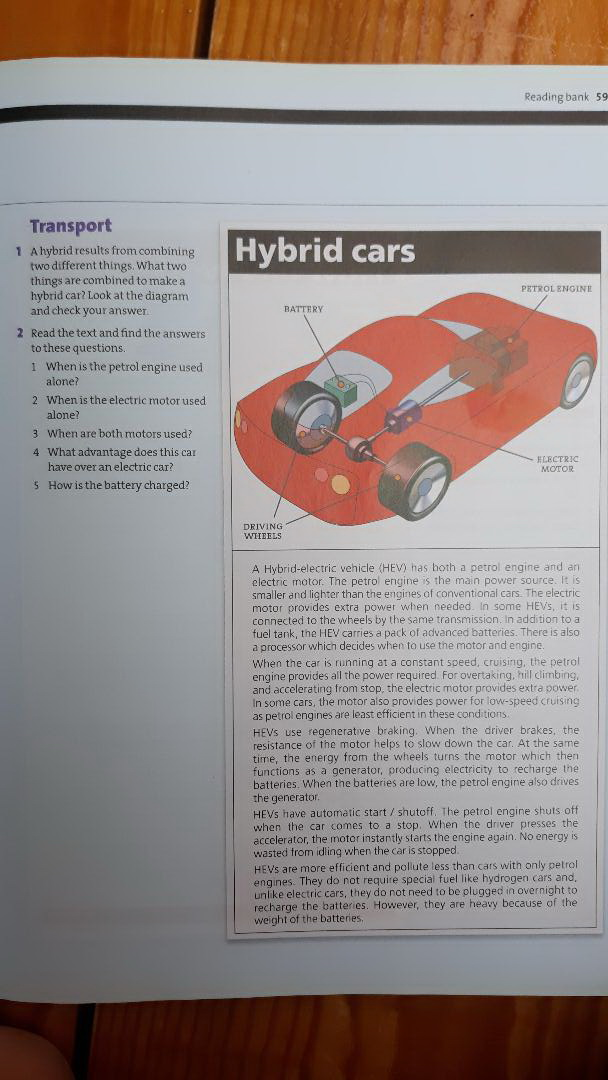 Reading bank 59
Transport
1 A hybrid results from combining
two different things. What two
things are combined to make a
hybrid car? Look at the diagram
and check your answer.
2 Read the text and find the answers
to these questions.
1 When is the petrol engine used
alone?
2 When is the electric motor used
alone?
3 When are both motors used?
4 What advantage does this car
have over an electric car?
5 How is the battery charged?
Hybrid cars
PETROL ENGINE
BATTERY
ELECTRIC
MOTOR
DRIVING
WHEELS
A Hybrid-electric vehicle (HEV) has both a petrol engine and an
electric motor. The petrol engine is the main power source. It is
smaller and lighter than the engines of conventional cars. The electric
motor provides extra power when needed. In some HEVs, it is
connected to the wheels by the same transmission. In addition to a
fuel tank, the HEV carries a pack of advanced batteries. There is also
a processor which decides when to use the motor and engine.
When the car is running at a constant speed, cruising, the petrol
engine provides all the power required. For overtaking, hill climbing,
and accelerating from stop, the electric motor provides extra power.
In some cars, the motor also provides power for low-speed cruising
as petrol engines are least efficient in these conditions.
HEVs use regenerative braking. When the driver brakes, the
resistance of the motor helps to slow down the car. At the same
time, the energy from the wheels turns the motor which then
functions as a generator, producing electricity to recharge the
batteries. When the batteries are low, the petrol engine also drives
the generator.
HEVs have automatic start / shutoff. The petrol engine shuts off
when the car comes to a stop. When the driver presses the
accelerator, the motor instantly starts the engine again. No energy is
wasted from idling when the car is stopped.
HEVs are more efficient and pollute less than cars with only petrol
engines. They do not require special fuel like hydrogen cars and,
unlike electric cars, they do not need to be plugged in overnight to
recharge the batteries. However, they are heavy because of the
weight of the batteries.